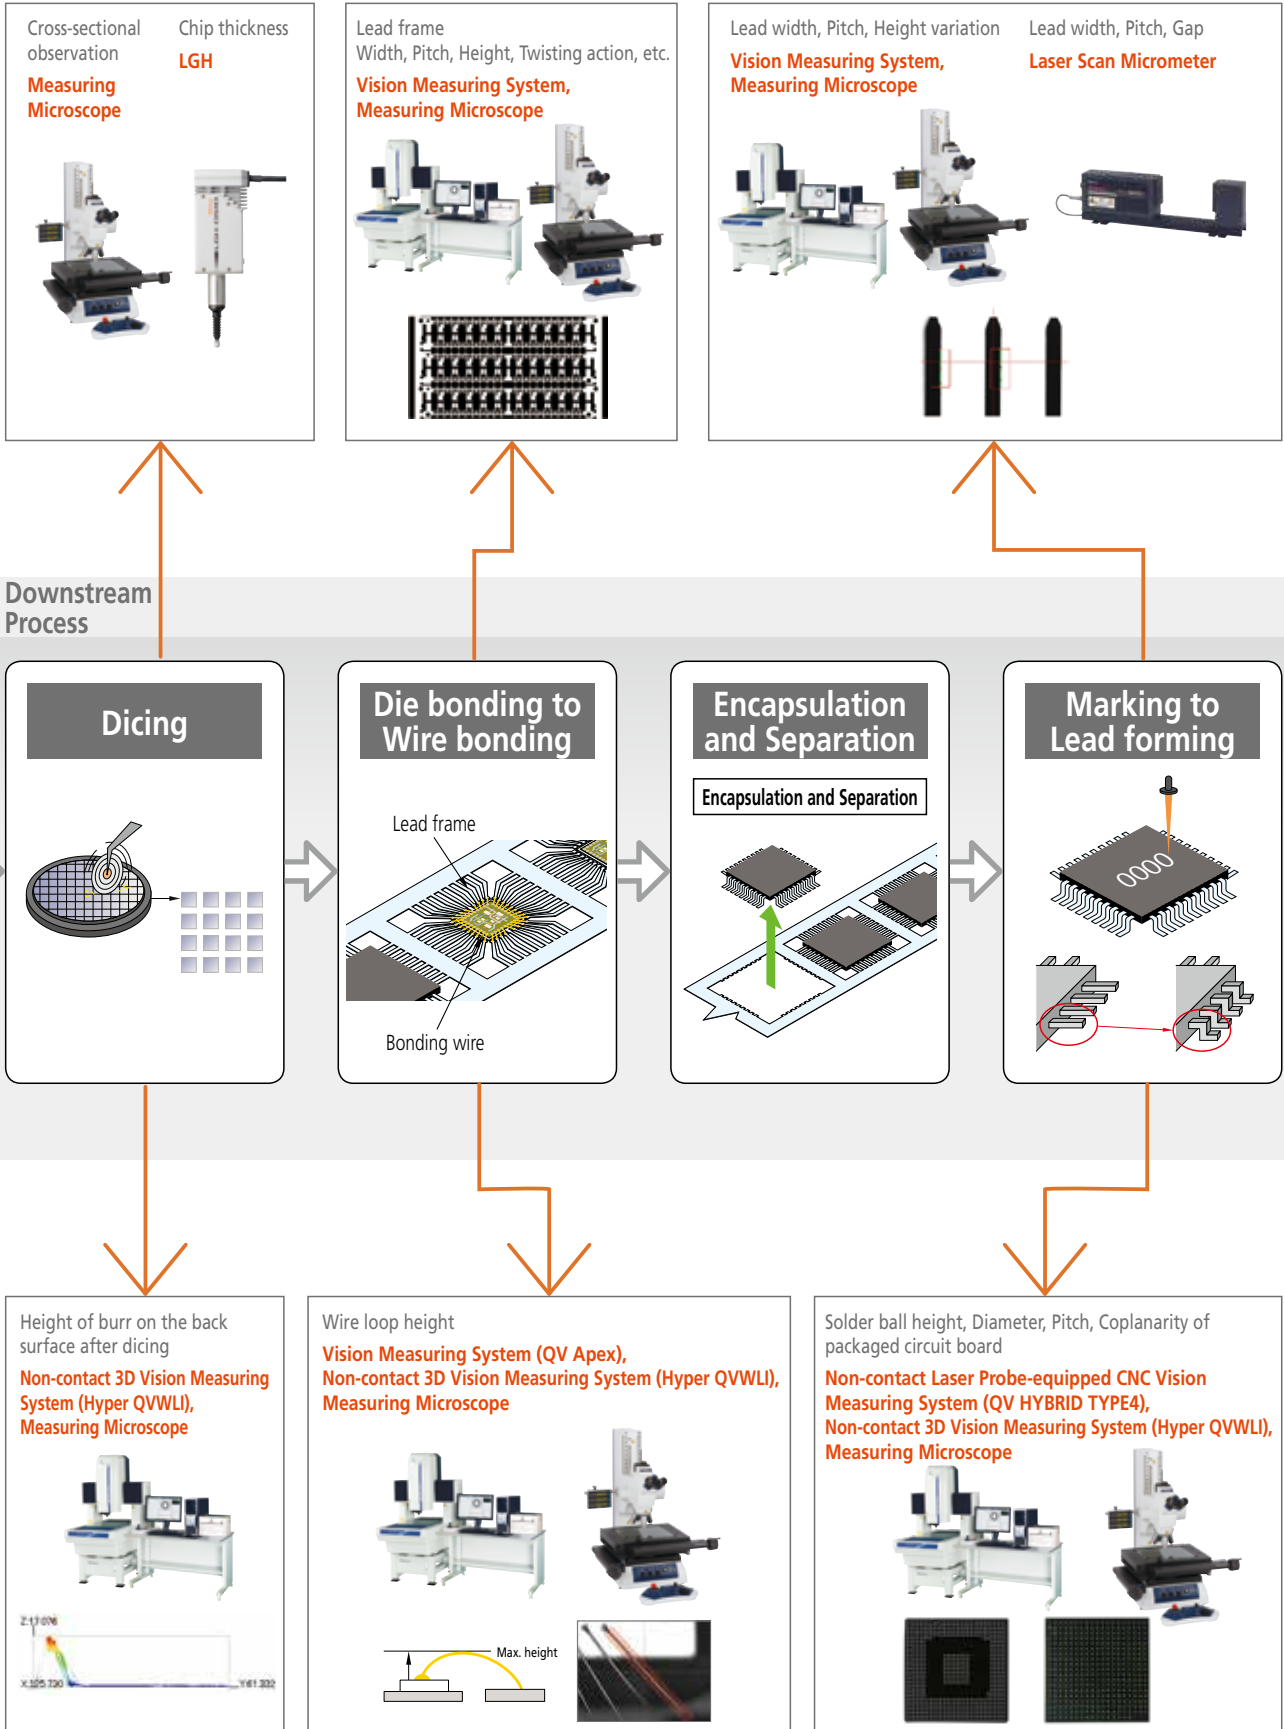 Cross-sectional
observation
Measuring
Microscope
Chip thickness
LGH
Lead frame
Width, Pitch, Height, Twisting action, etc.
Vision Measuring System,
Measuring Microscope
Lead width, Pitch, Height variation
Vision Measuring System,
Measuring Microscope
Lead width, Pitch, Gap
Laser Scan Micrometer
Downstream
Process
Dicing
Die bonding to
Wire bonding
Lead frame
Bonding wire
Encapsulation
and Separation
Encapsulation and Separation
Marking to
Lead forming
0000
Height of burr on the back
surface after dicing
Non-contact 3D Vision Measuring
System (Hyper QVWLI),
Measuring Microscope
Wire loop height
Vision Measuring System (QV Apex),
Non-contact 3D Vision Measuring System (Hyper QVWLI),
Measuring Microscope
Max. height
Solder ball height, Diameter, Pitch, Coplanarity of
packaged circuit board
Non-contact Laser Probe-equipped CNC Vision
Measuring System (QV HYBRID TYPE4),
Non-contact 3D Vision Measuring System (Hyper QVWLI),
Measuring Microscope